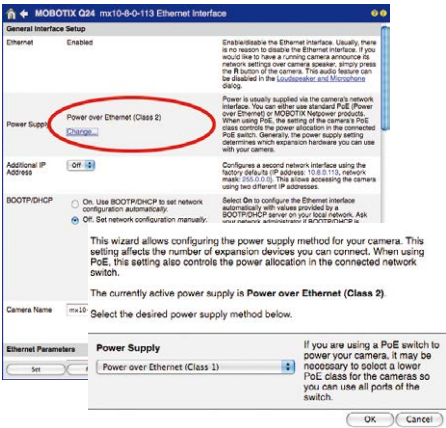 MOBOTIX Q24 mx10-8-0-113 Ethernet Interface
General Interface Setup
Ethernet
Enabled
Enable/disable the Ethernet interface. Usually, there
is no reason to disable the Ethernet interface. If you
would like to have a running camera announce its
network settings over camera speaker, simply press
the R button of the camera. This audio feature can
be disabled in the Loudspeaker and Microphone
dialog.
Power Supply
Power over Ethernet (Class 2)
Change...
Power is usually supplied via the camera's network
interface. You can either use standard PoE (Power
over Ethernet) or MOBOTIX Netpower products.
When using PoE, the setting of the camera's PoE
class controls the power allocation in the connected
PoE switch. Generally, the power supply setting
determines which expansion hardware you can use
with your camera.
Additional IP
Address
Off
Configures a second network interface using the
factory defaults (IP address: 10.8.0.113, network
mask: 255.0.0.0). This allows accessing the camera
using two different IP addresses.
BOOTP/DHCP
On. Use BOOTP/DHCP to set network
configuration automatically.
Off. Set network configuration manually.
Select On to configure the Ethernet interface
automatically with values provided by a
BOOTP/DHCP server on your local network. Ask
your network administrator if BOOTP/DHCP is
This wizard allows configuring the power supply method for your camera. This
setting affects the number of expansion devices you can connect. When using
PoE, this setting also controls the power allocation in the connected network
switch.
The currently active power supply is Power over Ethernet (Class 2).
Camera Name
mx10
Select the desired power supply method below.
Ethernet Parameters
Set
Power Supply
Power over Ethernet (Class 1)
If you are using a PoE switch to
power your camera, it may be
necessary to select a lower
PoE class for the cameras so
you can use all ports of the
switch.
OK
Cancel